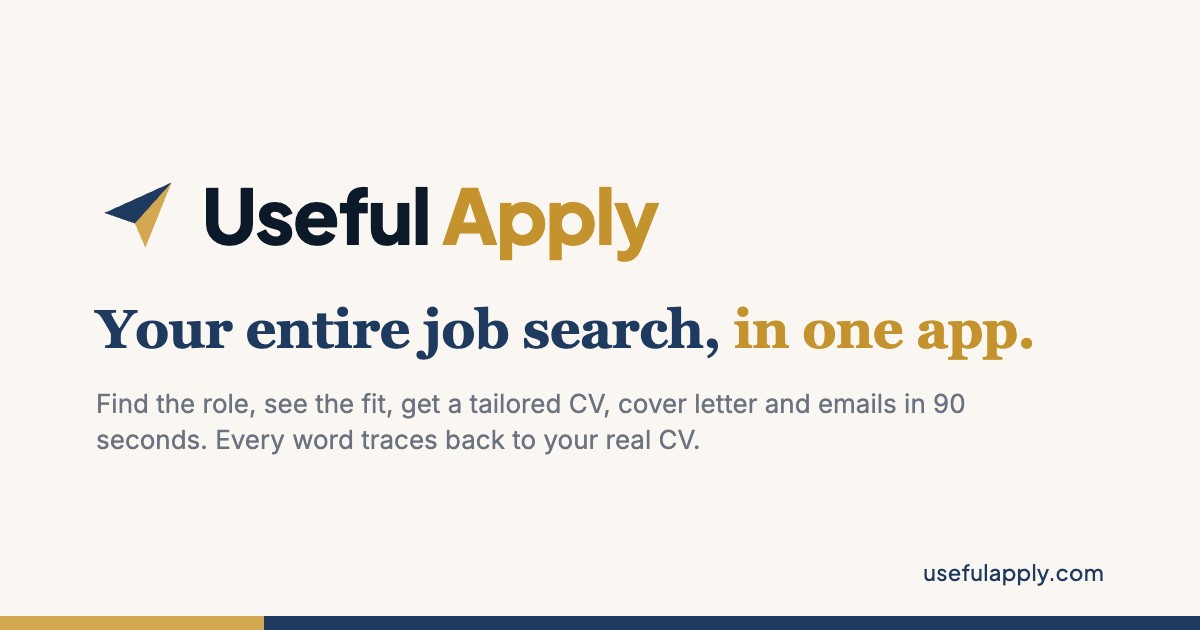 Useful Apply
Your entire job search, in one app.
Find the role, see the fit, get a tailored CV, cover letter and emails in 90
seconds. Every word traces back to your real CV.
usefulapply.com